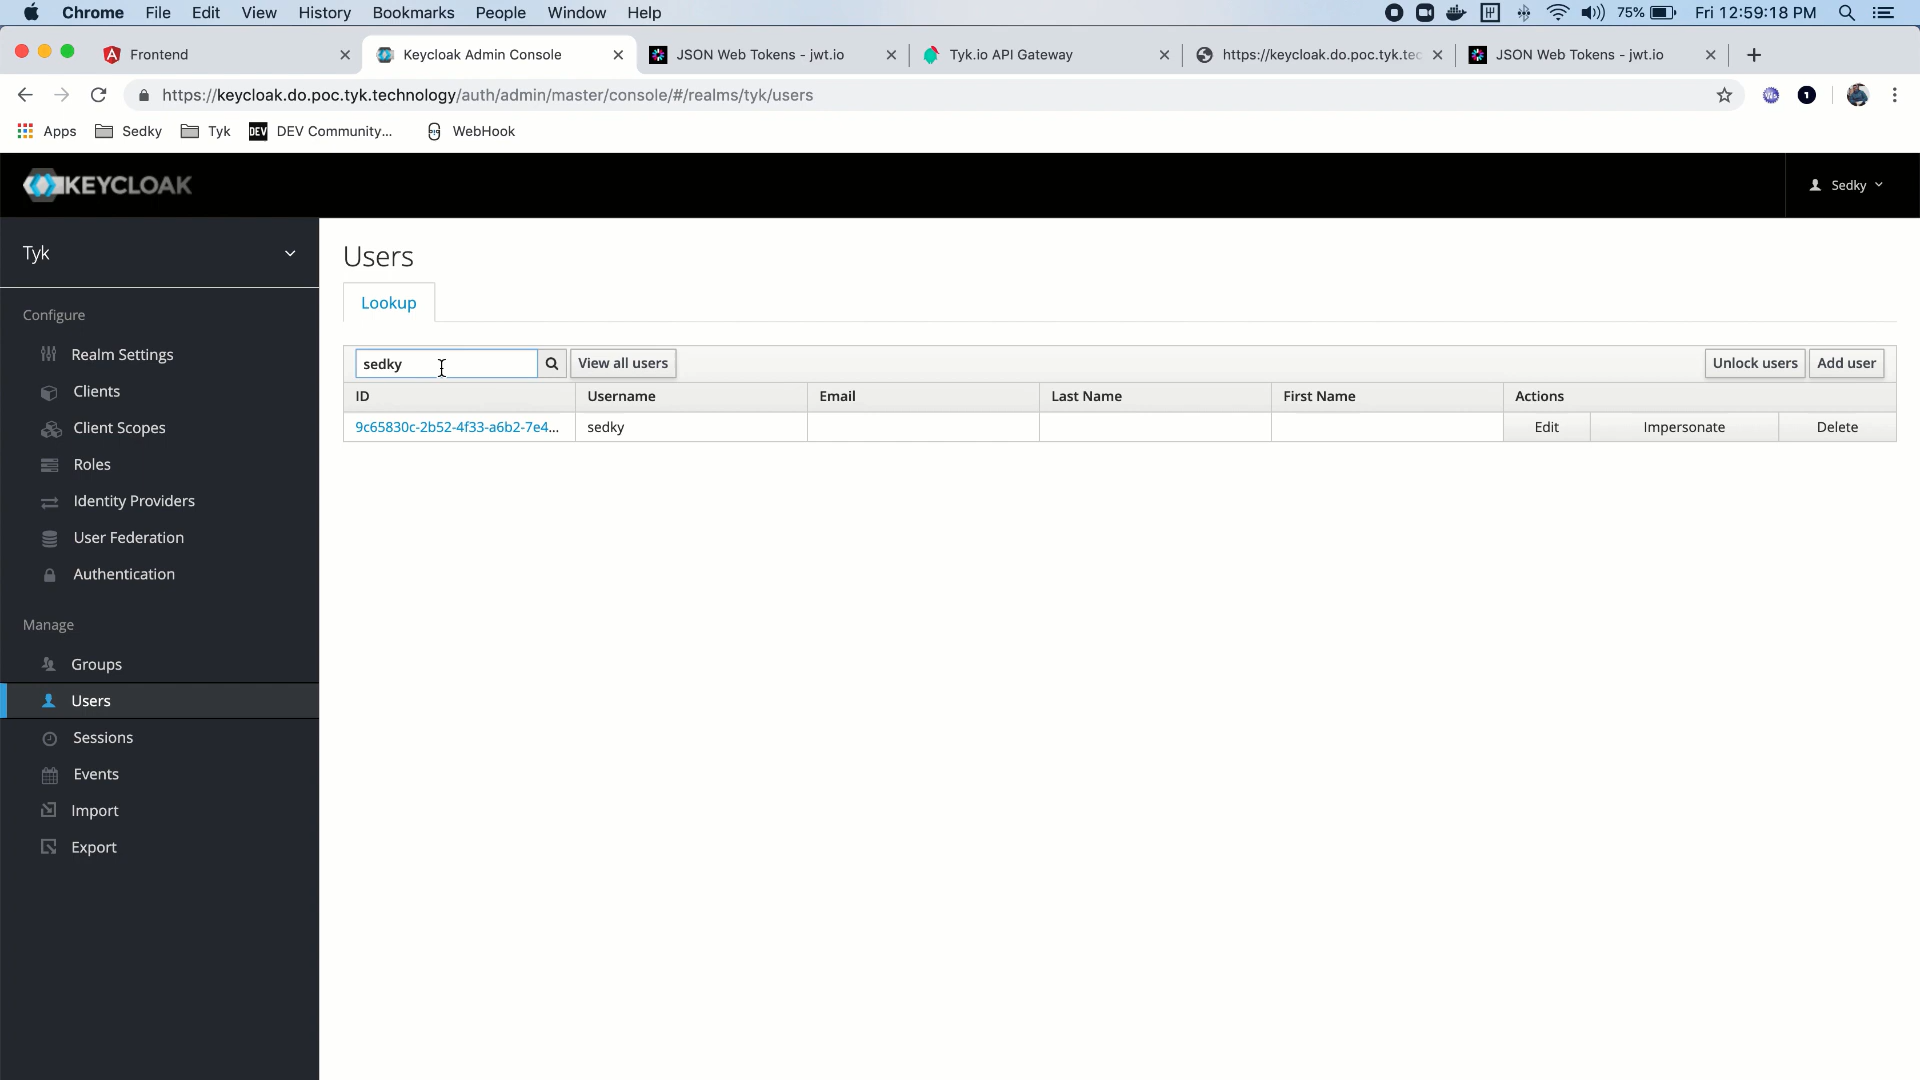 Chrome File Edit View History Bookmarks People Window Help 75% Fri 12:59:18 PM
Frontend Keycloak Admin Console JSON Web Tokens - jwt.io Tyk.io API Gateway https://keycloak.do.poc.tyk.tec JSON Web Tokens - jwt.io
https://keycloak.do.poc.tyk.technology/auth/admin/master/console/#/realms/tyk/users 1
Apps Sedky Tyk DEV DEV Community... WebHook
KEYCLOAK Sedky
Tyk
Configure
Realm Settings
Clients
Client Scopes
Roles
Identity Providers
User Federation
Authentication
Manage
Groups
Users
Sessions
Events
Import
Export
Users
Lookup
sedky View all users Unlock users Add user
ID Username Email Last Name First Name Actions
9c65830c-2b52-4f33-a6b2-7e4... sedky Edit Impersonate Delete